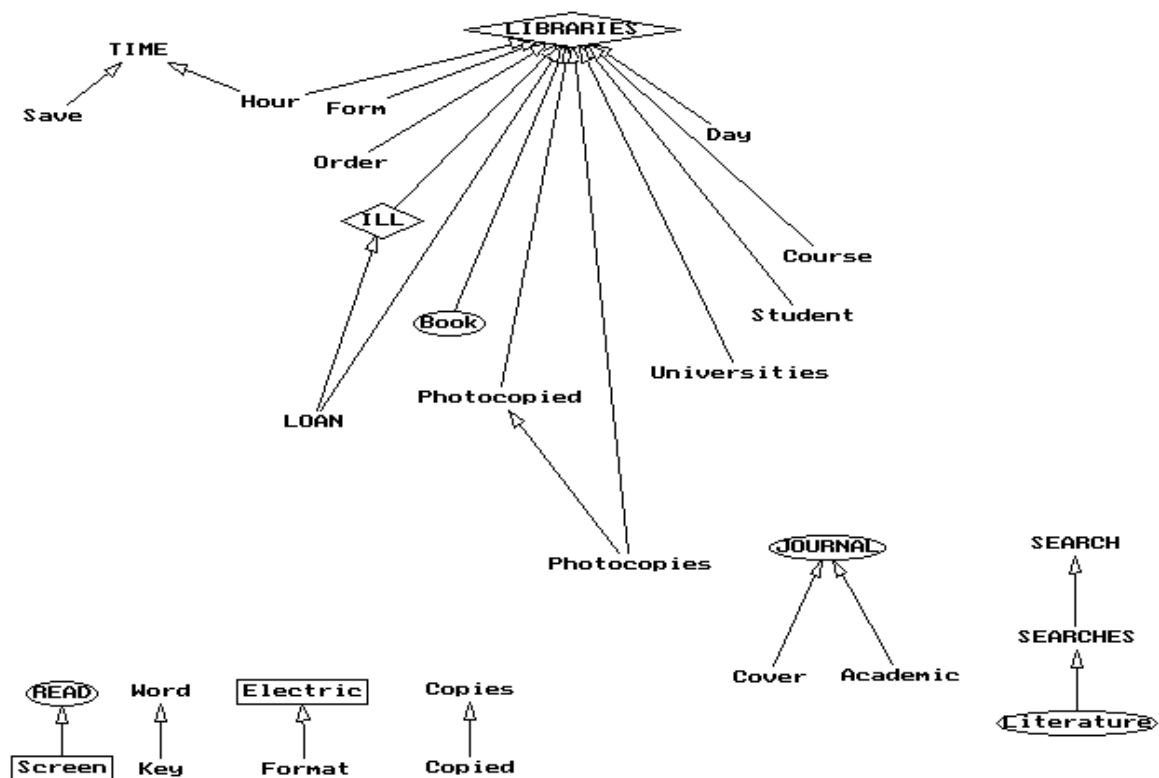 LIBRARIES
TIME
Hour
Form
Save
Day
Order
ILL
Course
Student
Book
Universities
Photocopied
LOAN
Photocopies
JOURNAL
SEARCH
SEARCHES
Cover
Academic
READ
Word
Electric
Copies
Literature
Screen
Key
Format
Copied